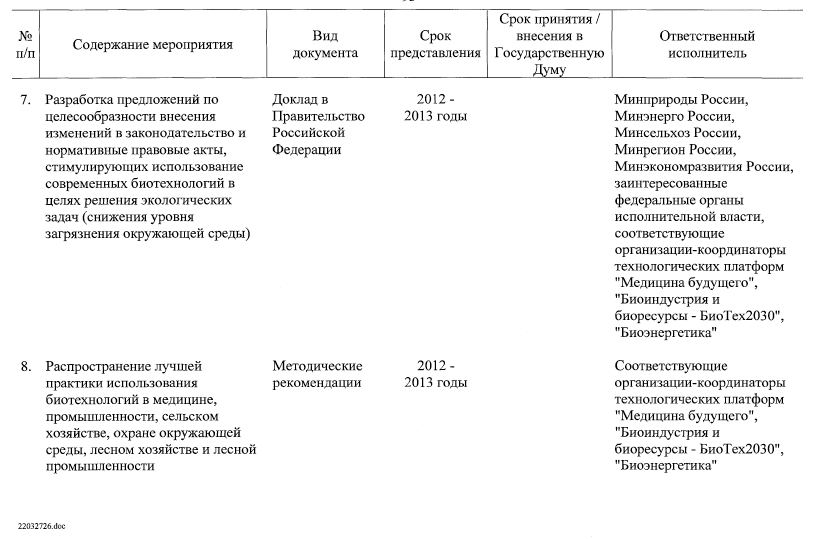 № п/п
Содержание мероприятия
Вид документа
Срок представления
Срок принятия / внесения в Государственную Думу
Ответственный исполнитель
7.
Разработка предложений по
целесообразности внесения
изменений в законодательство и
нормативные правовые акты,
стимулирующих использование
современных биотехнологий в
целях решения экологических
задач (снижения уровня
загрязнения окружающей среды)
Доклад в
Правительство
Российской
Федерации
2012 -
2013 годы
Минприроды России,
Минэнерго России,
Минсельхоз России,
Минрегион России,
Минэкономразвития России,
заинтересованные
федеральные органы
исполнительной власти,
соответствующие
организации-координаторы
технологических платформ
"Медицина будущего",
"Биоиндустрия и
биоресурсы - БиоТех2030",
"Биоэнергетика"
8.
Распространение лучшей
практики использования
биотехнологий в медицине,
промышленности, сельском
хозяйстве, охране окружающей
среды, лесном хозяйстве и лесной
промышленности
Методические
рекомендации
2012 -
2013 годы
Соответствующие
организации-координаторы
технологических платформ
"Медицина будущего",
"Биоиндустрия и
биоресурсы - БиоТех2030",
"Биоэнергетика"
22032726.doc